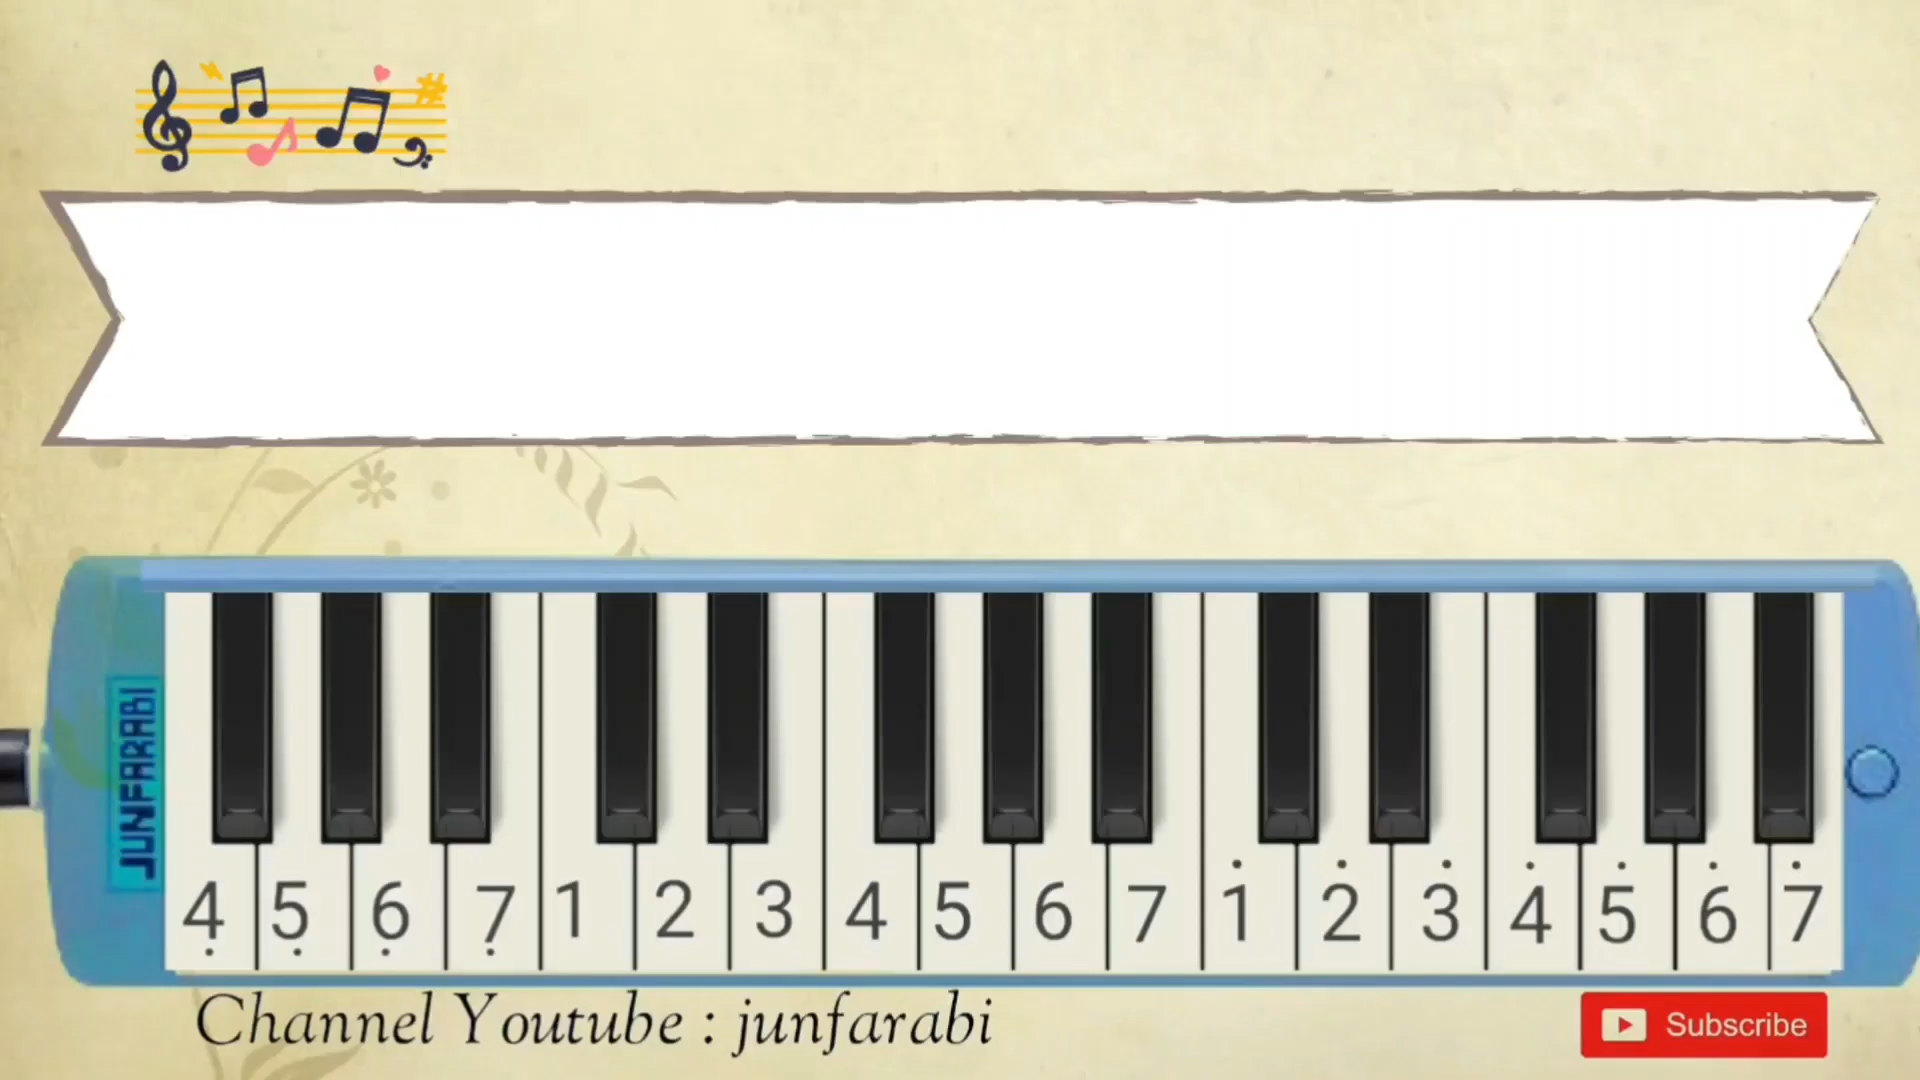 JUNFARABI
4̣ 5̣ 6̣ 7̣ 1 2 3 4 5 6 7 1̇ 2̇ 3̇ 4̇ 5̇ 6̇ 7̇
Channel Youtube : junfarabi
Subscribe